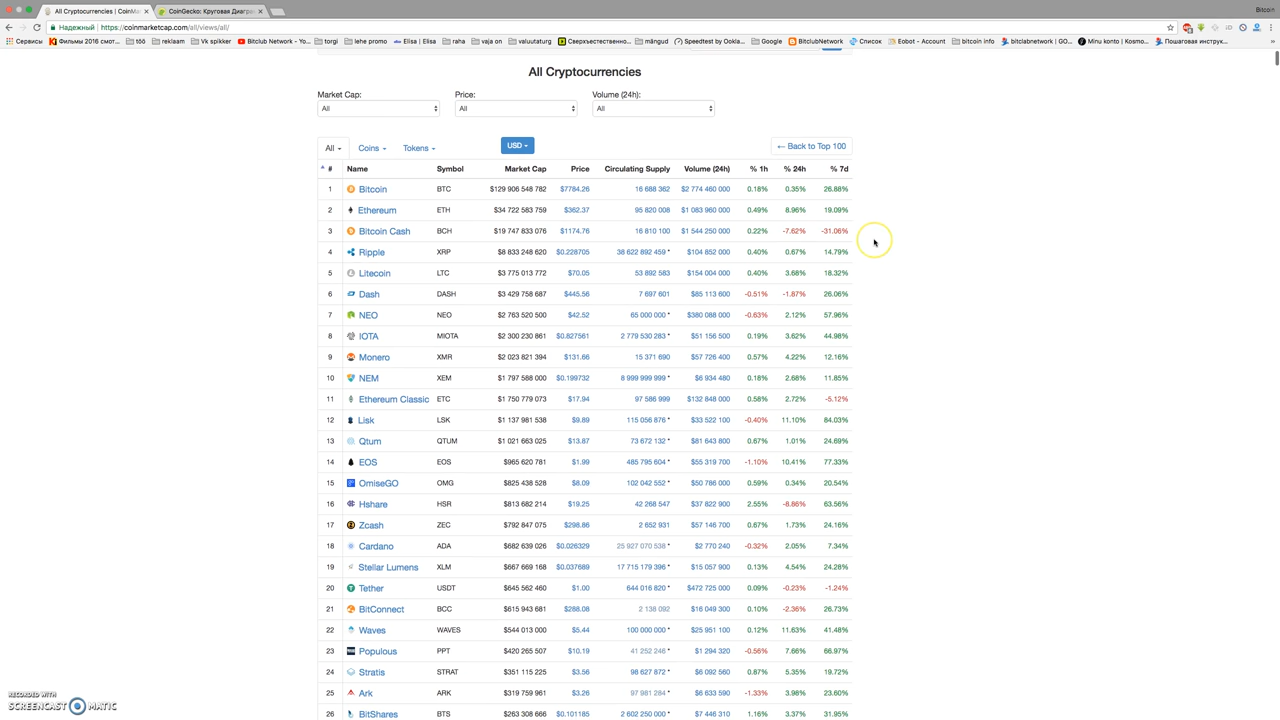 All Cryptocurrencies | CoinMa
CoinGecko: Круговая Диагра
Bitcoin
Надежный
https://coinmarketcap.com/all/views/all/
Сервисы Фильмы 2016 смот… töö reklaam Vk spikker Bitclub Network - Yo… torgi lehe promo Elisa | Elisa raha vajalik valuutaturg Сверхъестественно… mängud Speedtest by Ookla… Google BitclubNetwork Список Eobot - Account bitcoin info bitclabnetwork | GO… Minu konto | Kosmo… Пошаговая инструк…
All Cryptocurrencies
Market Cap: Price: Volume (24h):
All All All
All Coins Tokens USD ← Back to Top 100
# Name Symbol Market Cap Price Circulating Supply Volume (24h) % 1h % 24h % 7d
1 Bitcoin BTC $129 906 548 782 $7784.26 16 688 362 $2 774 460 000 0.18% 0.35% 26.88%
2 Ethereum ETH $34 722 583 759 $362.37 95 820 008 $1 083 960 000 0.49% 8.96% 19.09%
3 Bitcoin Cash BCH $19 747 833 076 $1174.76 16 810 100 $1 544 250 000 0.22% -7.62% -31.06%
4 Ripple XRP $8 833 248 620 $0.228705 38 622 892 459 * $104 852 000 0.40% 0.67% 14.79%
5 Litecoin LTC $3 775 013 772 $70.05 53 892 583 $154 004 000 0.40% 3.68% 18.32%
6 Dash DASH $3 429 758 687 $445.56 7 697 601 $85 113 600 -0.51% -1.87% 26.06%
7 NEO NEO $2 763 520 500 $42.52 65 000 000 * $380 088 000 -0.63% 2.12% 57.96%
8 IOTA MIOTA $2 300 230 861 $0.827561 2 779 530 283 * $51 156 500 0.19% 3.62% 44.98%
9 Monero XMR $2 023 821 394 $131.66 15 371 690 $57 726 400 0.57% 4.22% 12.16%
10 NEM XEM $1 797 588 000 $0.199732 8 999 999 999 * $6 934 480 0.18% 2.68% 11.85%
11 Ethereum Classic ETC $1 750 779 073 $17.94 97 586 999 $132 848 000 0.58% 2.72% -5.12%
12 Lisk LSK $1 137 981 538 $9.89 115 056 876 * $33 522 100 -0.40% 11.10% 84.03%
13 Qtum QTUM $1 021 663 025 $13.87 73 672 132 * $81 643 800 0.67% 1.01% 24.69%
14 EOS EOS $965 620 781 $1.99 485 795 604 * $55 319 700 -1.10% 10.41% 77.33%
15 OmiseGO OMG $825 438 528 $8.09 102 042 552 * $50 786 000 0.59% 0.34% 20.54%
16 Hshare HSR $813 682 214 $19.25 42 268 547 $37 822 900 2.55% -8.86% 63.56%
17 Zcash ZEC $792 847 075 $298.86 2 652 931 $57 146 700 0.67% 1.73% 24.16%
18 Cardano ADA $682 639 026 $0.026329 25 927 070 538 * $2 770 240 -0.32% 2.05% 7.34%
19 Stellar Lumens XLM $667 669 168 $0.037689 17 715 179 396 * $15 057 900 0.13% 4.54% 24.28%
20 Tether USDT $645 562 460 $1.00 644 016 820 * $472 725 000 0.09% -0.23% -1.24%
21 BitConnect BCC $615 943 681 $288.08 2 138 092 $16 049 300 0.10% -2.36% 26.73%
22 Waves WAVES $544 013 000 $5.44 100 000 000 * $25 951 100 0.12% 11.63% 41.48%
23 Populous PPT $420 265 507 $10.19 41 252 246 * $1 294 320 -0.56% 7.66% 66.97%
24 Stratis STRAT $351 115 225 $3.56 98 627 872 * $6 092 560 0.87% 5.35% 19.72%
25 Ark ARK $319 759 961 $3.26 97 981 284 * $6 633 590 -1.33% 3.98% 23.60%
26 BitShares BTS $263 308 666 $0.101185 2 602 250 000 * $7 446 310 1.16% 3.37% 31.95%
RECORDED WITH
SCREENCAST MATIC